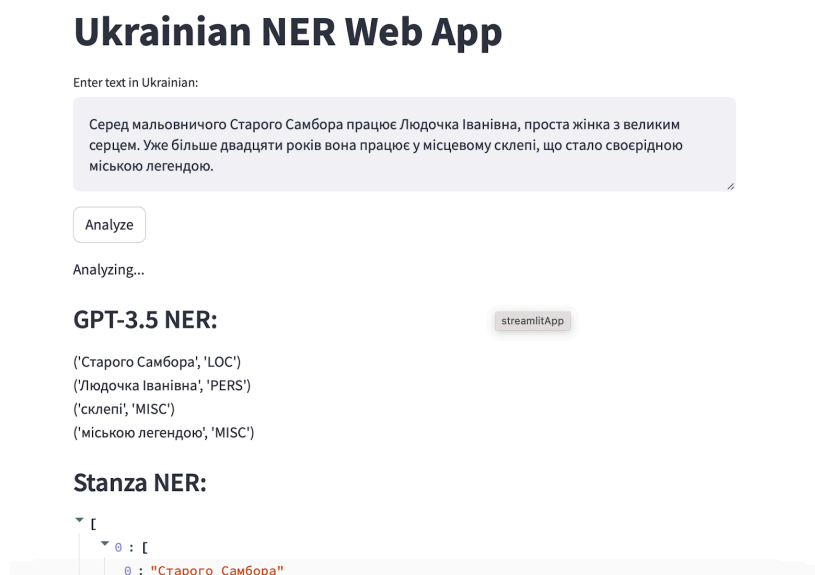 Ukrainian NER Web App
Enter text in Ukrainian:
Серед мальовничого Старого Самбора працює Людочка Іванівна, проста жінка з великим
серцем. Уже більше двадцяти років вона працює у місцевому склепі, що стало своєрідною
міською легендою.
Analyze
Analyzing...
GPT-3.5 NER:
streamlitApp
('Старого Самбора', 'LOC')
('Людочка Іванівна', 'PERS')
('склепі', 'MISC')
('міською легендою', 'MISC')
Stanza NER:
[
0 : [
0 : "Старого Самбора"